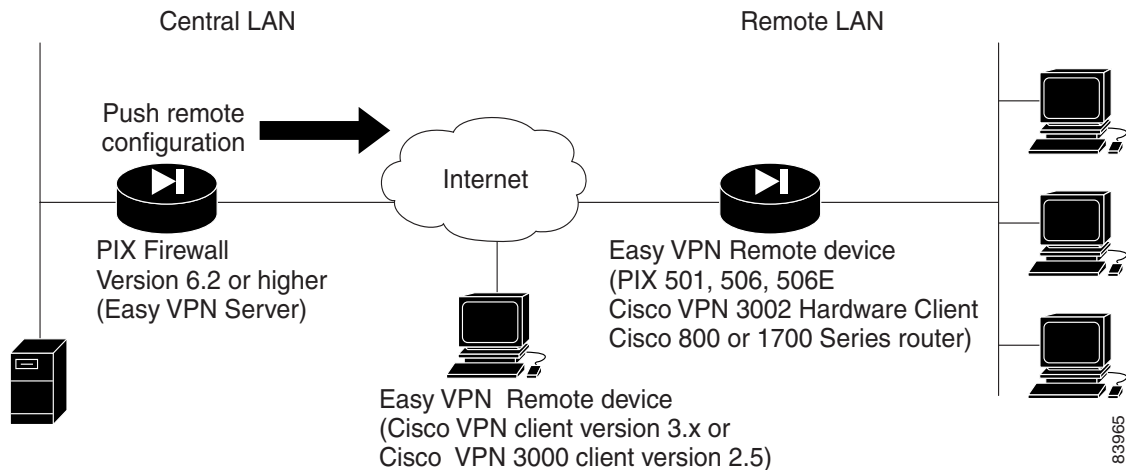 Central LAN
Remote LAN
Push remote
configuration
Internet
PIX Firewall
Version 6.2 or higher
(Easy VPN Server)
Easy VPN Remote device
(PIX 501, 506, 506E
Cisco VPN 3002 Hardware Client
Cisco 800 or 1700 Series router)
Easy VPN Remote device
(Cisco VPN client version 3.x or
Cisco VPN 3000 client version 2.5)
83965